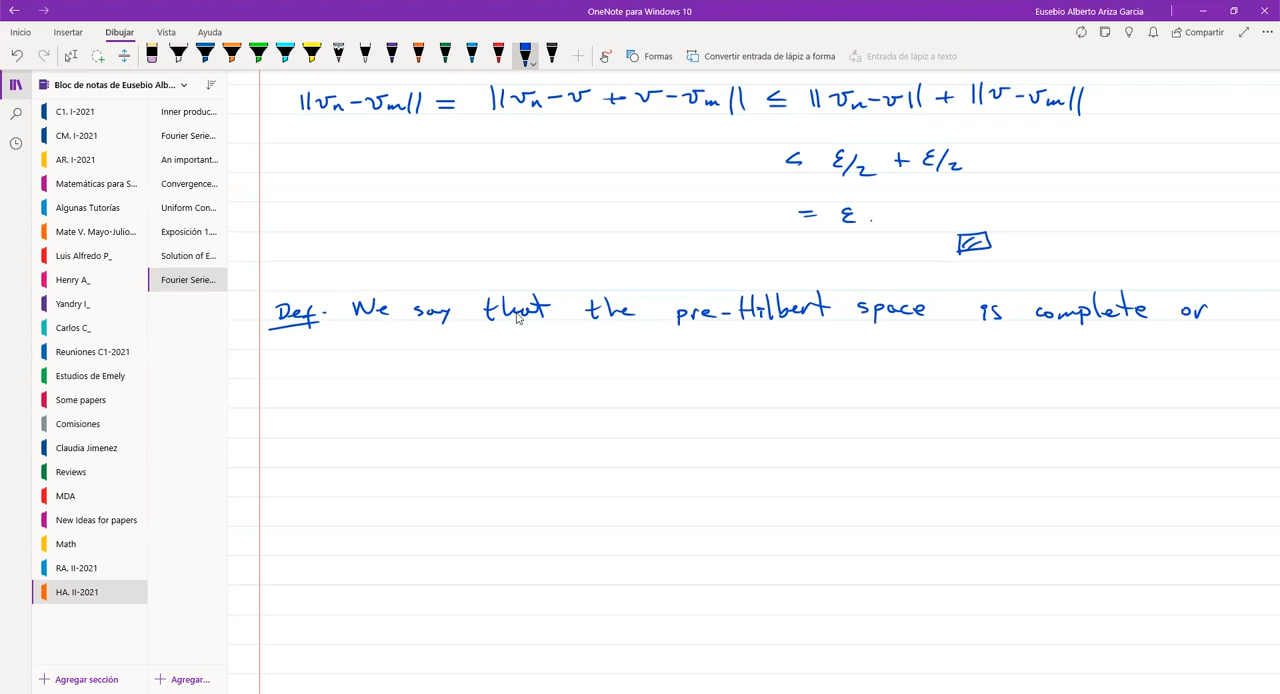 OneNote para Windows 10
Eusebio Alberto Ariza Garcia
Inicio
Insertar
Dibujar
Vista
Ayuda
Compartir
Formas
Convertir entrada de lápiz a forma
Entrada de lápiz a texto
Bloc de notas de Eusebio Alb...
C1. I-2021
CM. I-2021
AR. I-2021
Matemáticas para S...
Algunas Tutorías
Mate V. Mayo-Julio...
Luis Alfredo P_
Henry A_
Yandry I_
Carlos C_
Reuniones C1-2021
Estudios de Emely
Some papers
Comisiones
Claudia Jimenez
Reviews
MDA
New Ideas for papers
Math
RA. II-2021
HA. II-2021
Agregar sección
Inner produc...
Fourier Serie...
An important...
Convergence...
Uniform Con...
Exposición 1....
Solution of E...
Fourier Serie...
Agregar...
||vn - vm|| = ||vn - v + v - vm|| ≤ ||vn - v|| + ||v - vm||
< ε/2 + ε/2
= ε.
Def. We say that the pre-Hilbert space is complete or